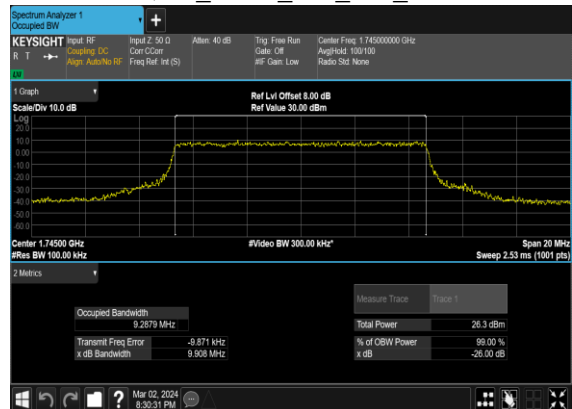 Spectrum Analyzer 1
Occupied BW
+
KEYSIGHT Input: RF Input Z: 50 Ω Atten: 40 dB Trig: Free Run Center Freq: 1.745000000 GHz
R T Coupling: DC Corr CCorr Gate: Off Avg|Hold: 100/100
Align: Auto/No RF Freq Ref: Int (S) #IF Gain: Low Radio Std: None
LW
1 Graph
Ref Lvl Offset 8.00 dB
Scale/Div 10.0 dB Ref Value 30.00 dBm
Log
20.0
10.0
0.00
-10.0
-20.0
-30.0
-40.0
-50.0
-60.0
Center 1.74500 GHz #Video BW 300.00 kHz* Span 20 MHz
#Res BW 100.00 kHz Sweep 2.53 ms (1001 pts)
2 Metrics
Measure Trace Trace 1
Occupied Bandwidth
9.2879 MHz Total Power 26.3 dBm
Transmit Freq Error -9.871 kHz % of OBW Power 99.00 %
x dB Bandwidth 9.908 MHz x dB -26.00 dB
? Mar 02, 2024
8:30:31 PM